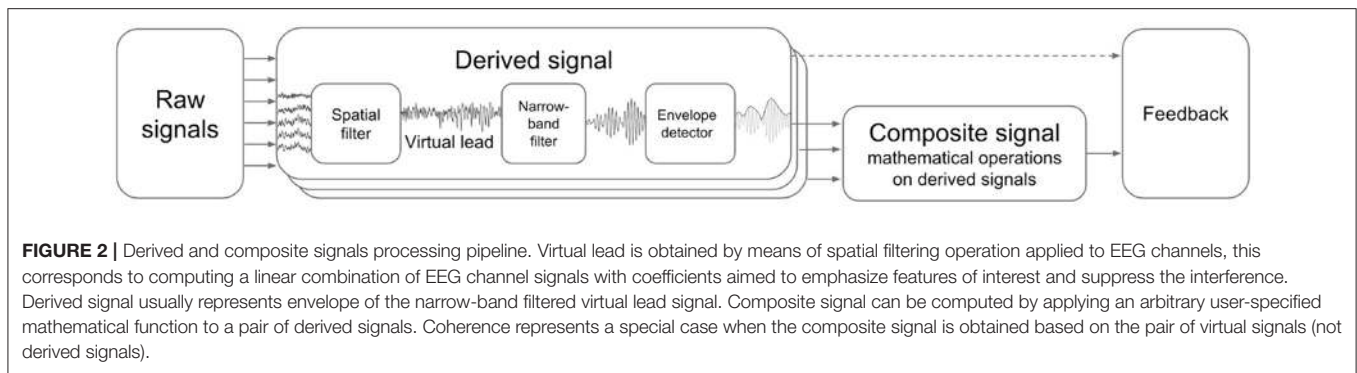 Raw
signals
Derived signal
Spatial
filter
Virtual lead
Narrow-
band
filter
Envelope
detector
Composite signal
mathematical operations
on derived signals
Feedback
FIGURE 2 | Derived and composite signals processing pipeline. Virtual lead is obtained by means of spatial filtering operation applied to EEG channels, this
corresponds to computing a linear combination of EEG channel signals with coefficients aimed to emphasize features of interest and suppress the interference.
Derived signal usually represents envelope of the narrow-band filtered virtual lead signal. Composite signal can be computed by applying an arbitrary user-specified
mathematical function to a pair of derived signals. Coherence represents a special case when the composite signal is obtained based on the pair of virtual signals (not
derived signals).